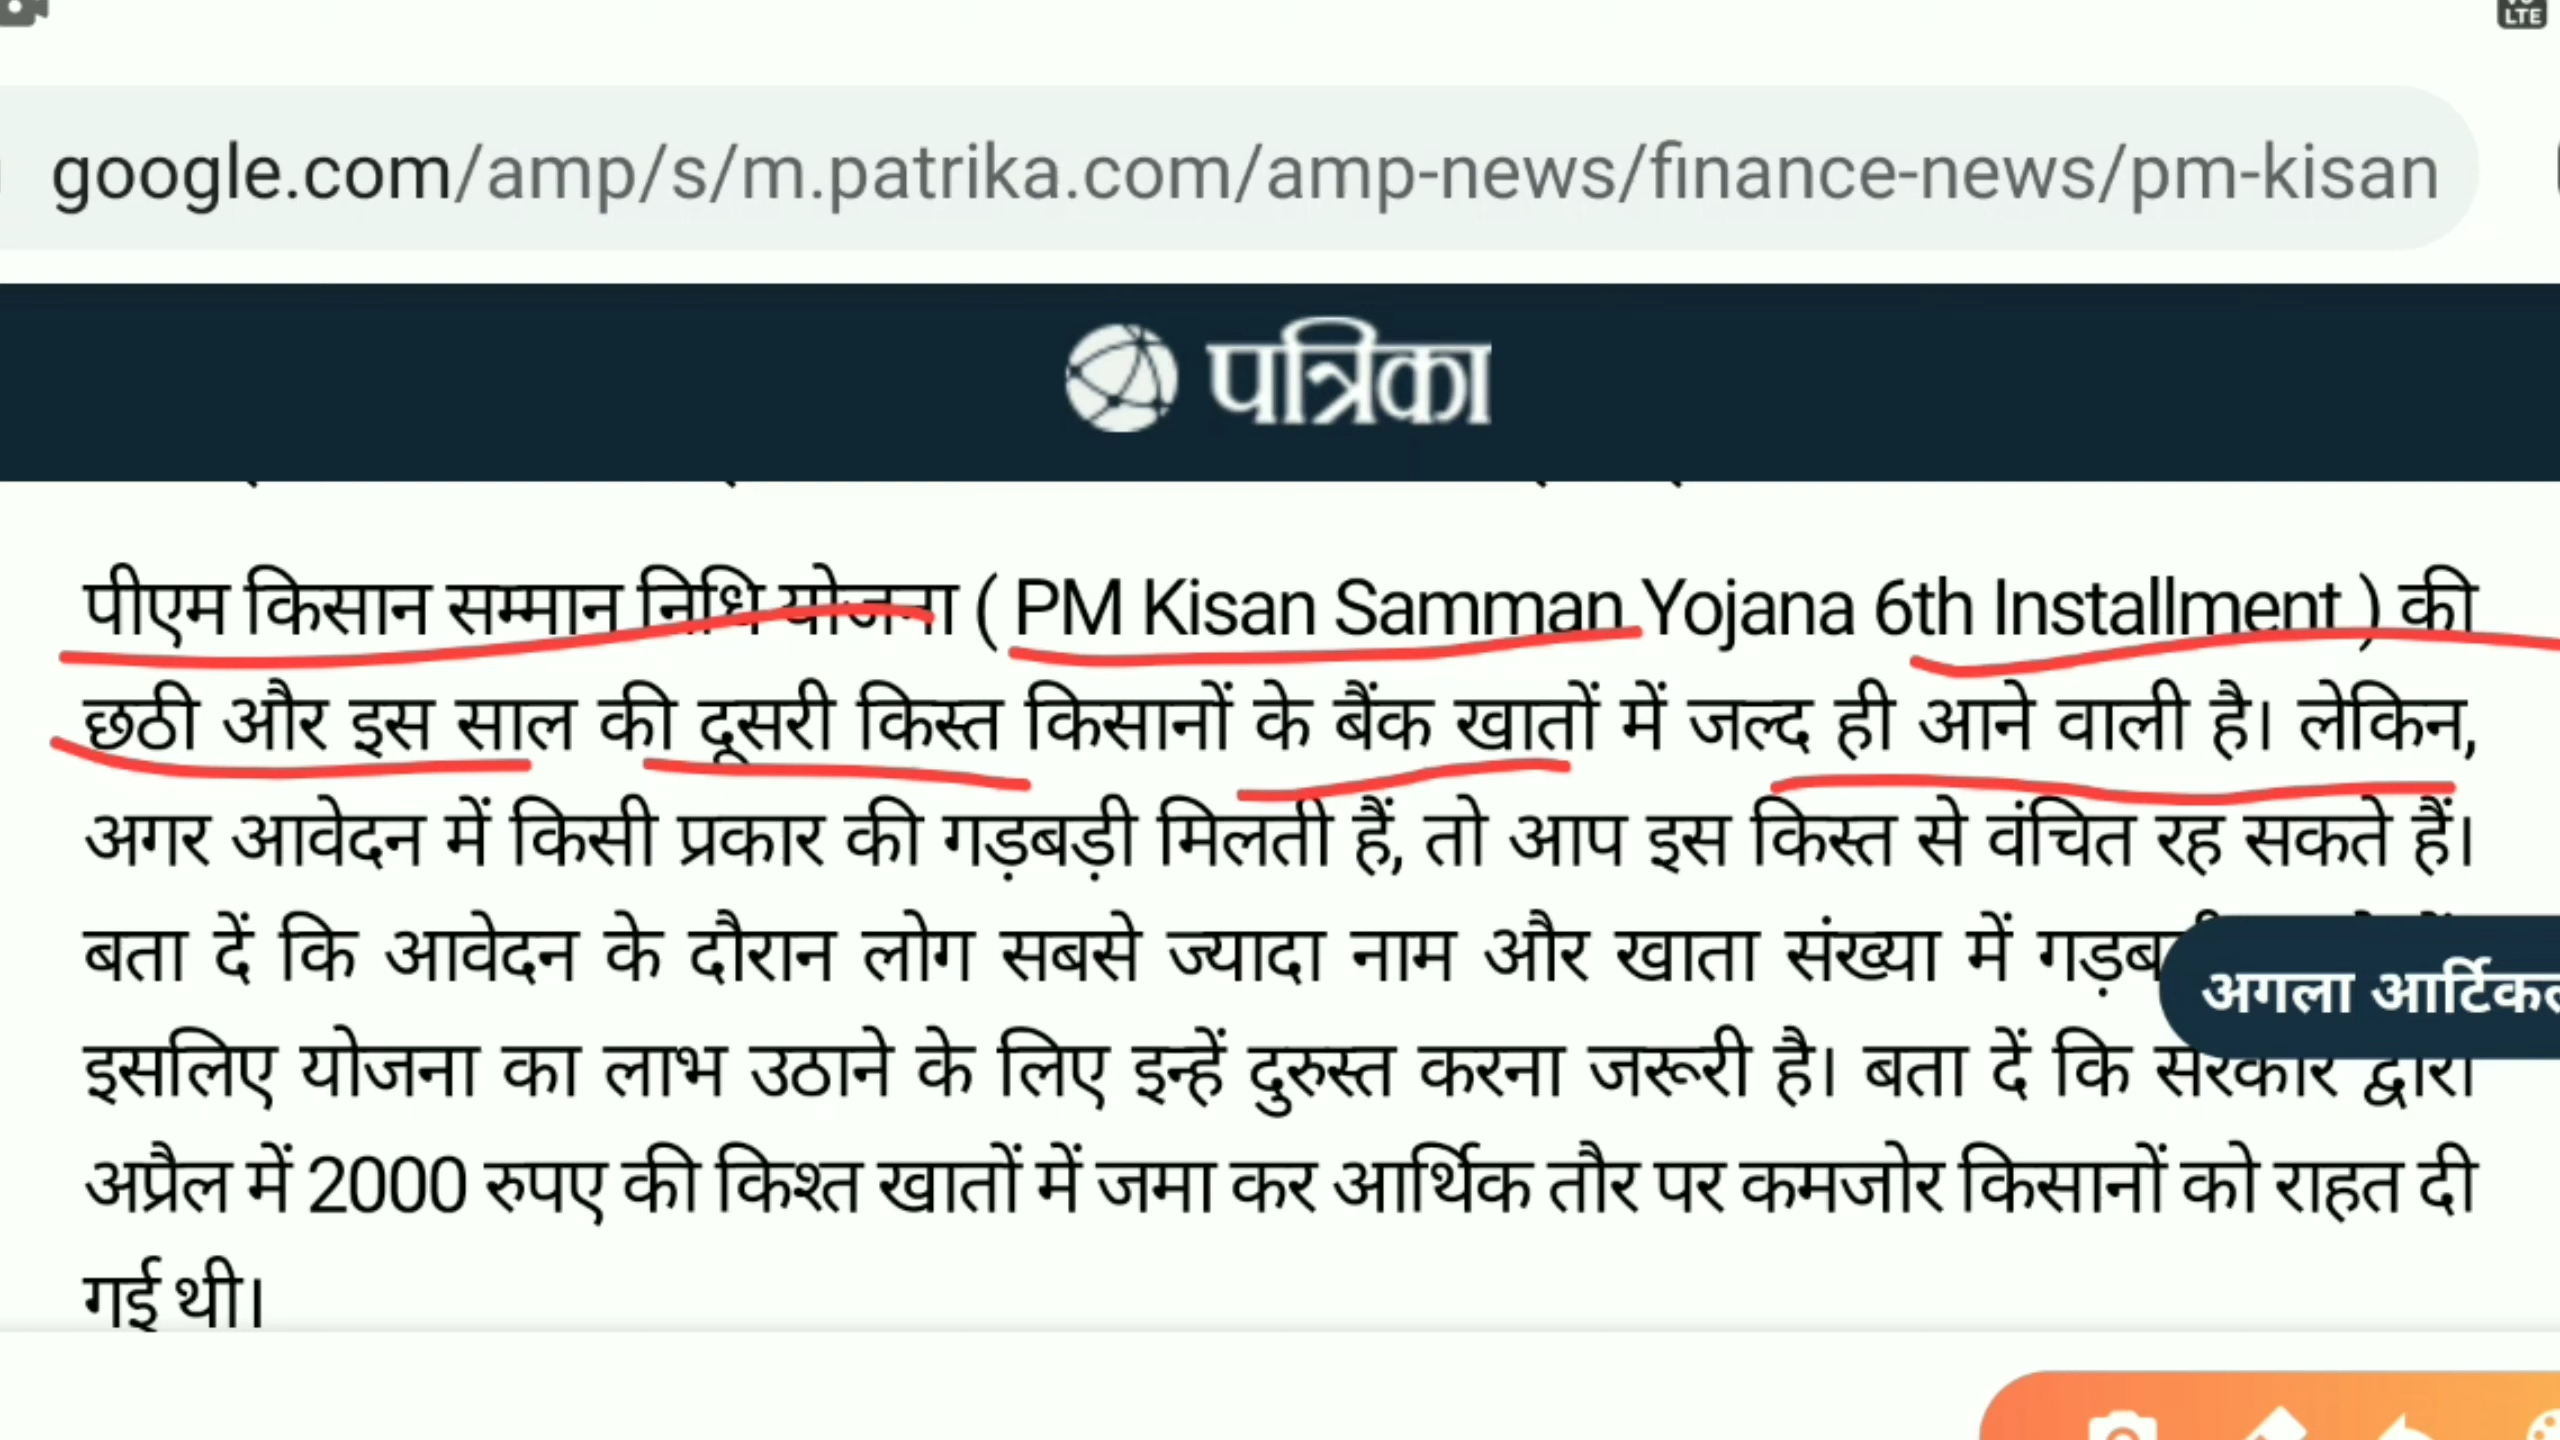 LTE
google.com/amp/s/m.patrika.com/amp-news/finance-news/pm-kisan
पत्रिका
पीएम किसान सम्मान निधि योजना ( PM Kisan Samman Yojana 6th Installment ) की
छठी और इस साल की दूसरी किस्त किसानों के बैंक खातों में जल्द ही आने वाली है। लेकिन,
अगर आवेदन में किसी प्रकार की गड़बड़ी मिलती हैं, तो आप इस किस्त से वंचित रह सकते हैं।
बता दें कि आवेदन के दौरान लोग सबसे ज्यादा नाम और खाता संख्या में
अगला आर्टिकल
इसलिए योजना का लाभ उठाने के लिए इन्हें दुरुस्त करना जरूरी है। बता दें कि सरकार द्वारा
अप्रैल में 2000 रुपए की किश्त खातों में जमा कर आर्थिक तौर पर कमजोर किसानों को राहत दी
गई थी।